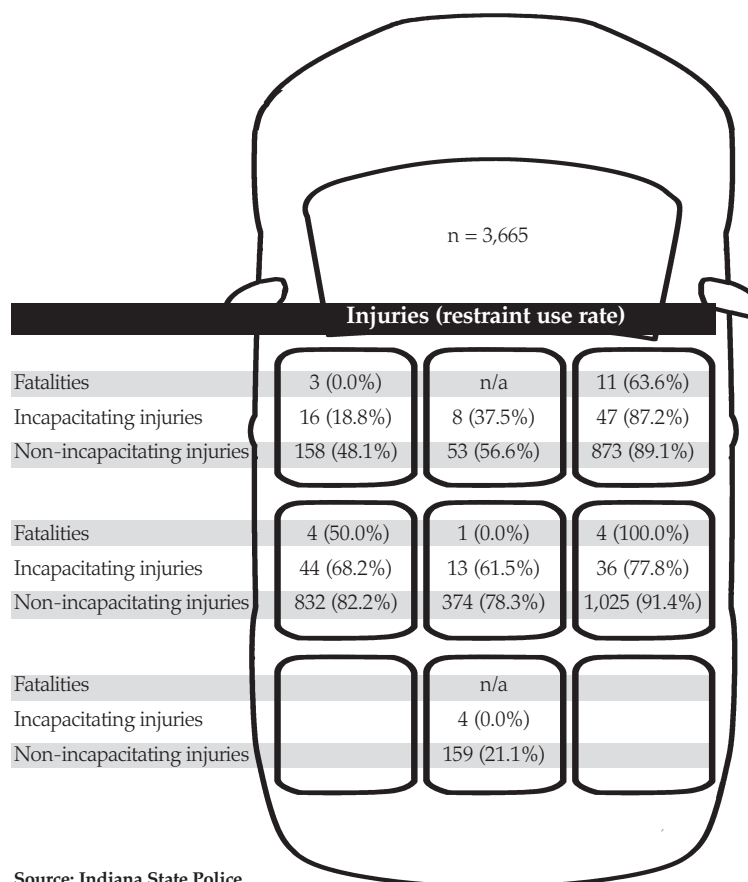 n = 3,665
Injuries (restraint use rate)
Fatalities 3 (0.0%) n/a 11 (63.6%)
Incapacitating injuries 16 (18.8%) 8 (37.5%) 47 (87.2%)
Non-incapacitating injuries 158 (48.1%) 53 (56.6%) 873 (89.1%)
Fatalities 4 (50.0%) 1 (0.0%) 4 (100.0%)
Incapacitating injuries 44 (68.2%) 13 (61.5%) 36 (77.8%)
Non-incapacitating injuries 832 (82.2%) 374 (78.3%) 1,025 (91.4%)
Fatalities n/a
Incapacitating injuries 4 (0.0%)
Non-incapacitating injuries 159 (21.1%)
Source: Indiana State Police